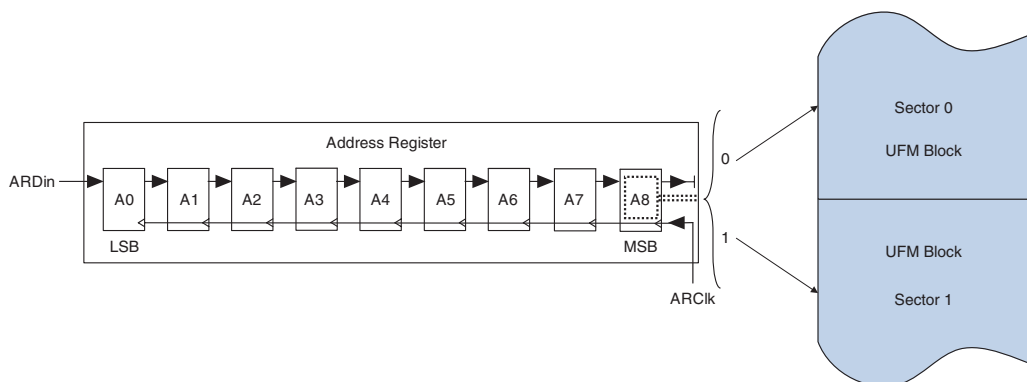 Address Register
ARDin
A0 A1 A2 A3 A4 A5 A6 A7 A8
LSB MSB
ARClk
0
1
Sector 0
UFM Block
UFM Block
Sector 1